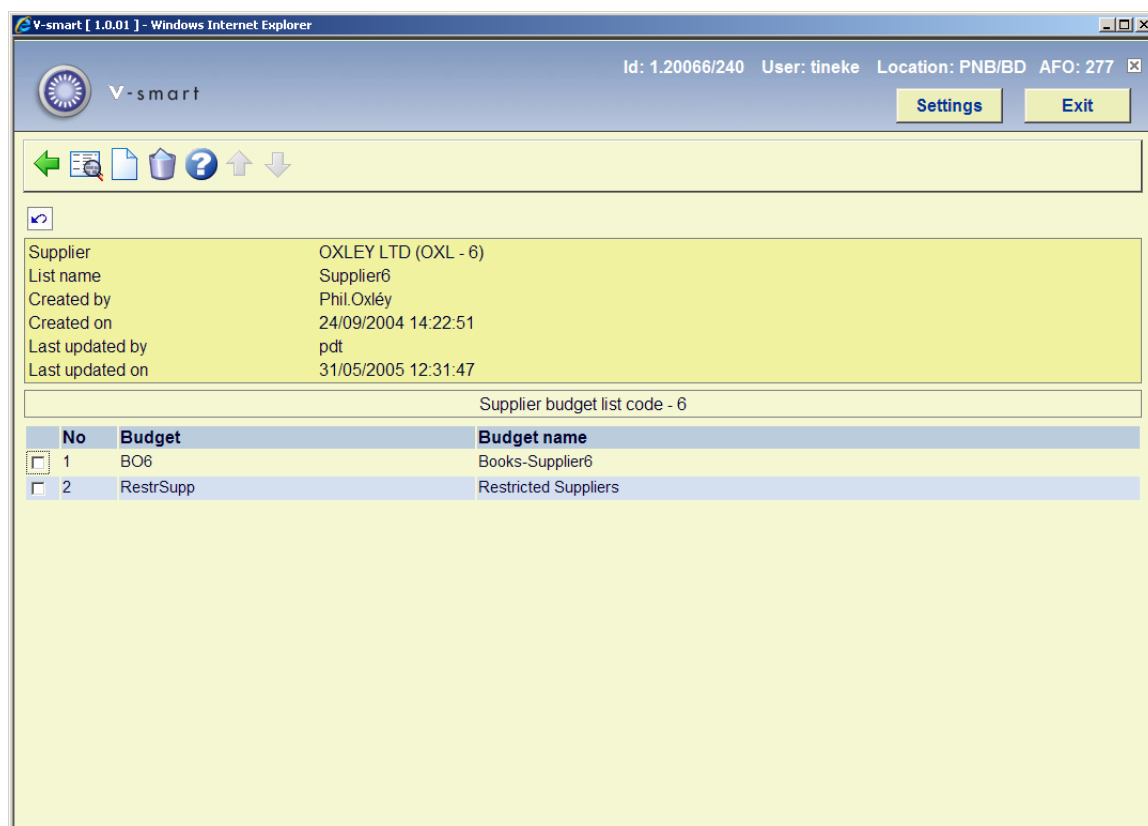 V-smart [ 1.0.01 ] - Windows Internet Explorer
Id: 1.20066/240 User: tineke Location: PNB/BD AFO: 277
V-smart
Settings Exit
?
Supplier OXLEY LTD (OXL - 6)
List name Supplier6
Created by Phil.Oxléy
Created on 24/09/2004 14:22:51
Last updated by pdt
Last updated on 31/05/2005 12:31:47
Supplier budget list code - 6
No Budget Budget name
1 BO6 Books-Supplier6
2 RestrSupp Restricted Suppliers